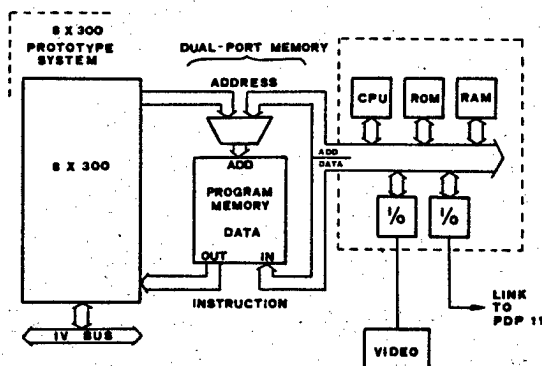 8 X 300
PROTOTYPE
SYSTEM
DUAL-PORT MEMORY
ADDRESS
CPU
ROM
RAM
8 X 300
ADD
ADD
DATA
PROGRAM
MEMORY
DATA
I/O
I/O
OUT IN
INSTRUCTION
LINK
TO
PDP 11
IV BUS
VIDEO